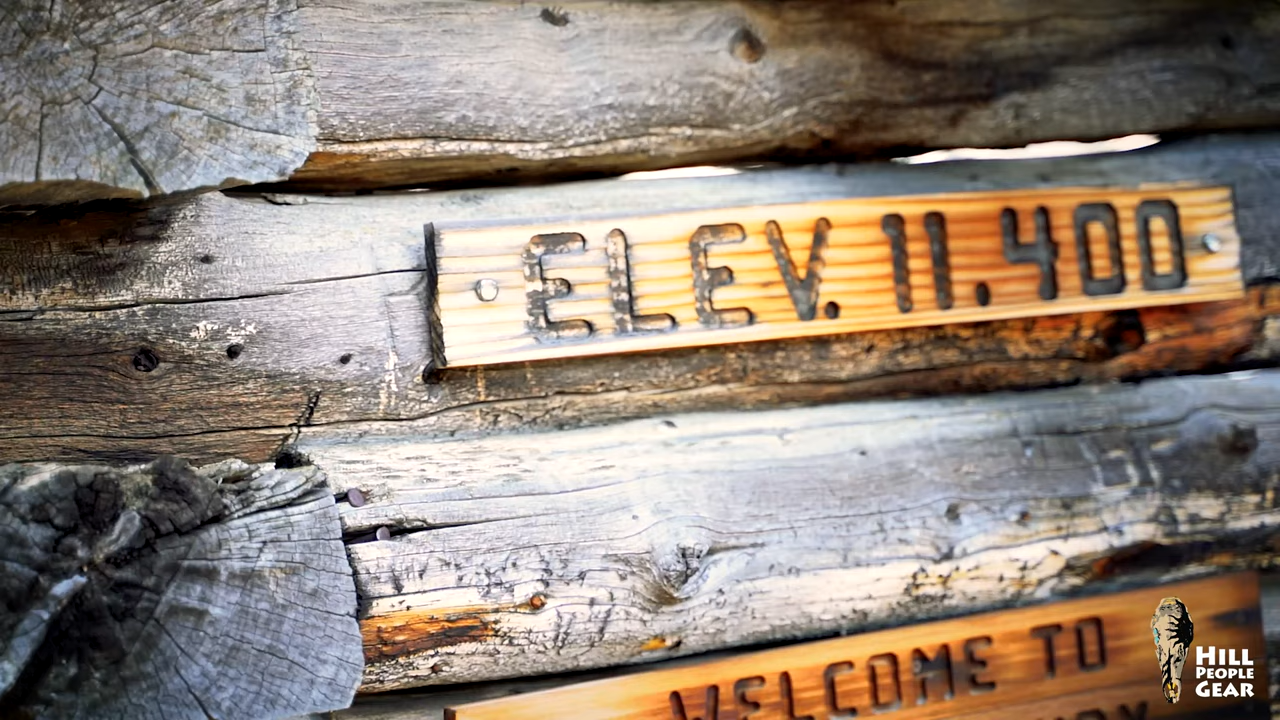 ELEV. 11.400
WELCOME TO
HILL
PEOPLE
GEAR